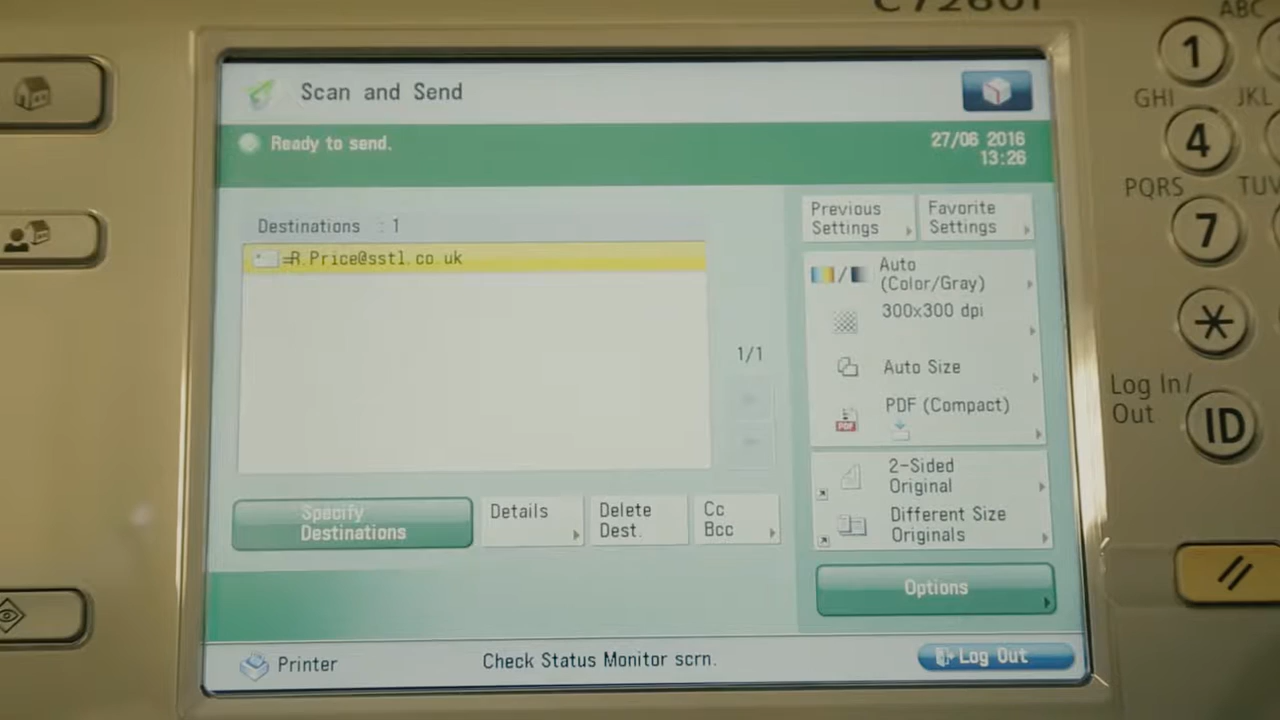 C7260i
Scan and Send
Ready to send.
27/06 2016
13:26
Destinations : 1
R.Price@sstl.co.uk
1/1
Specify
Destinations
Details
Delete
Dest.
Cc
Bcc
Previous
Settings
Favorite
Settings
Auto
(Color/Gray)
300x300 dpi
Auto Size
PDF (Compact)
PDF
2-Sided
Original
Different Size
Originals
Options
Printer
Check Status Monitor scrn.
Log Out
ABC
1
GHI
JKL
4
PQRS
TUV
7
Log In/
Out
ID